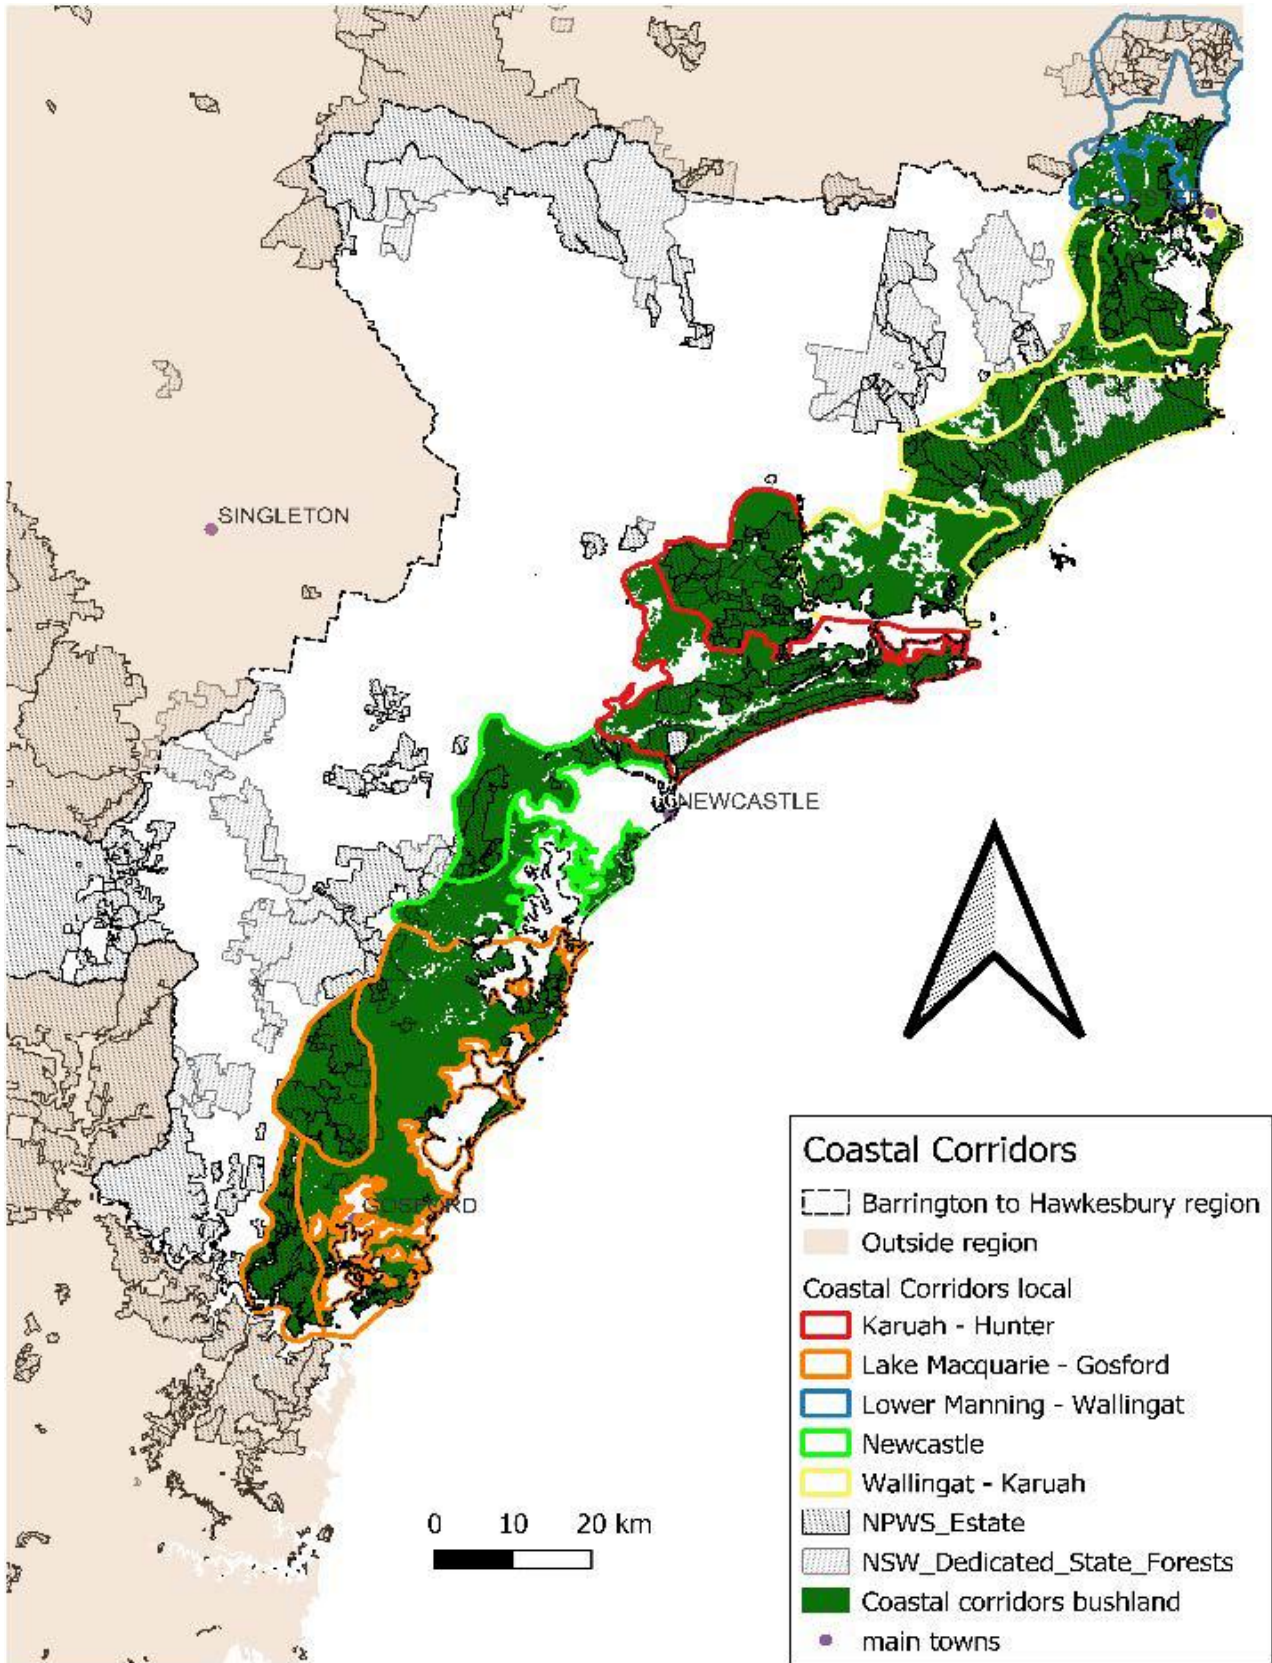 SINGLETON
NEWCASTLE
GOSFORD
0 10 20 km
Coastal Corridors
Barrington to Hawkesbury region
Outside region
Coastal Corridors local
Karuah - Hunter
Lake Macquarie - Gosford
Lower Manning - Wallingat
Newcastle
Wallingat - Karuah
NPWS_Estate
NSW_Dedicated_State_Forests
Coastal corridors bushland
main towns